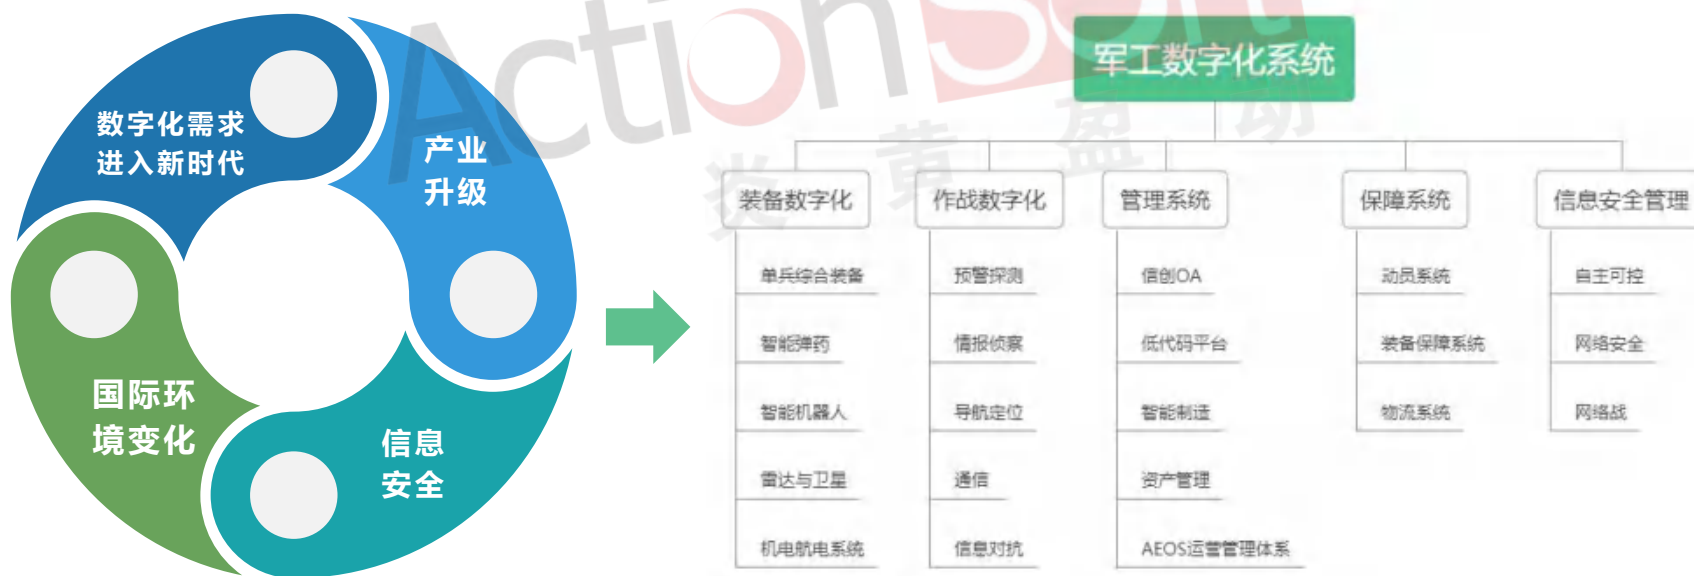 数字化需求
进入新时代
产业
升级
国际环
境变化
信息
安全
ActionSoft
炎黄盈动
军工数字化系统
装备数字化
单兵综合装备
智能弹药
智能机器人
雷达与卫星
机电航电系统
作战数字化
预警探测
情报侦察
导航定位
通信
信息对抗
管理系统
信创OA
低代码平台
智能制造
资产管理
AEOS运营管理体系
保障系统
动员系统
装备保障系统
物流系统
信息安全管理
自主可控
网络安全
网络战